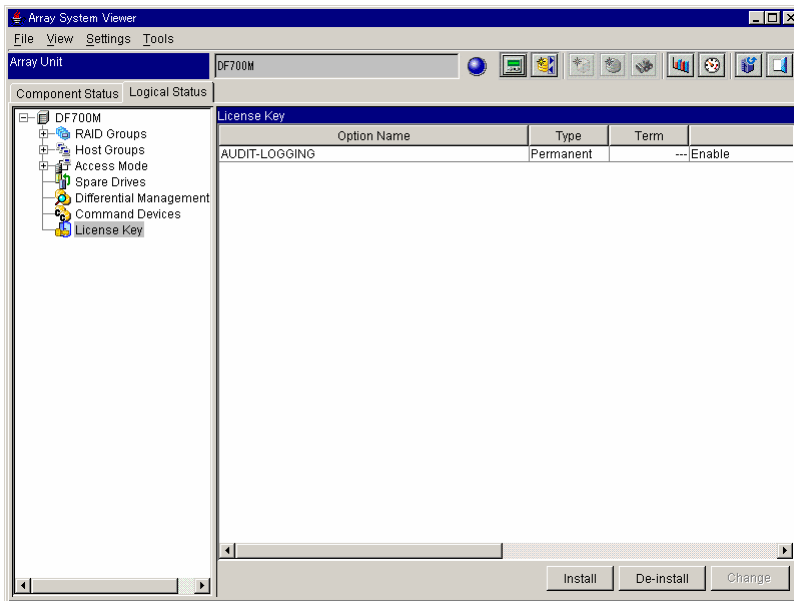 Array System Viewer
File View Settings Tools
Array Unit
DF700M
Component Status Logical Status
DF700M
RAID Groups
Host Groups
Access Mode
Spare Drives
Differential Management
Command Devices
License Key
License Key
Option Name Type Term
AUDIT-LOGGING Permanent --- Enable
Install De-install Change